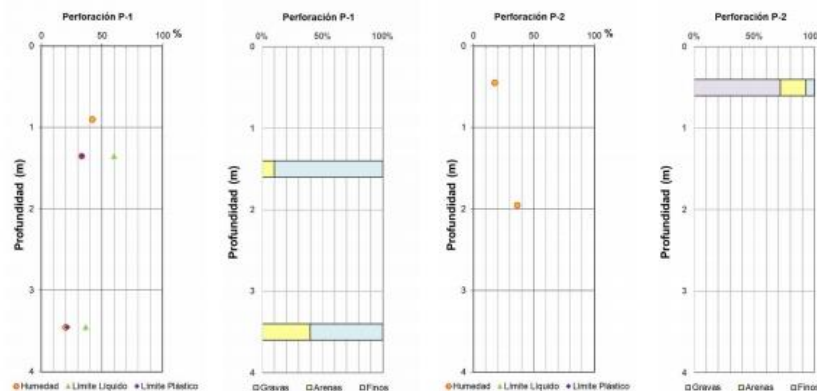 Perforación P-1
0 50 100 %
0
1
2
3
4
Profundidad (m)
Humedad Límite Líquido Límite Plástico
Perforación P-1
0% 50% 100%
0
1
2
3
4
Profundidad (m)
Gravas Arenas Finos
Perforación P-2
0 50 100 %
0
1
2
3
4
Profundidad (m)
Humedad Límite Líquido Límite Plástico
Perforación P-2
0% 50% 100%
0
1
2
3
4
Profundidad (m)
Gravas Arenas Finos